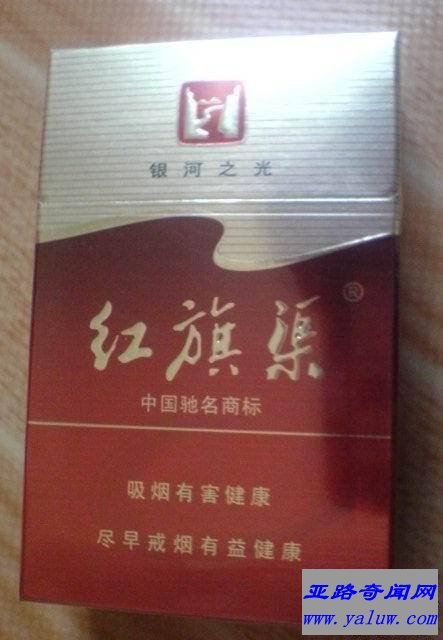 银河之光
红旗渠®
中国驰名商标
吸烟有害健康
尽早戒烟有益健康
亚路奇闻网
www.yaluw.com